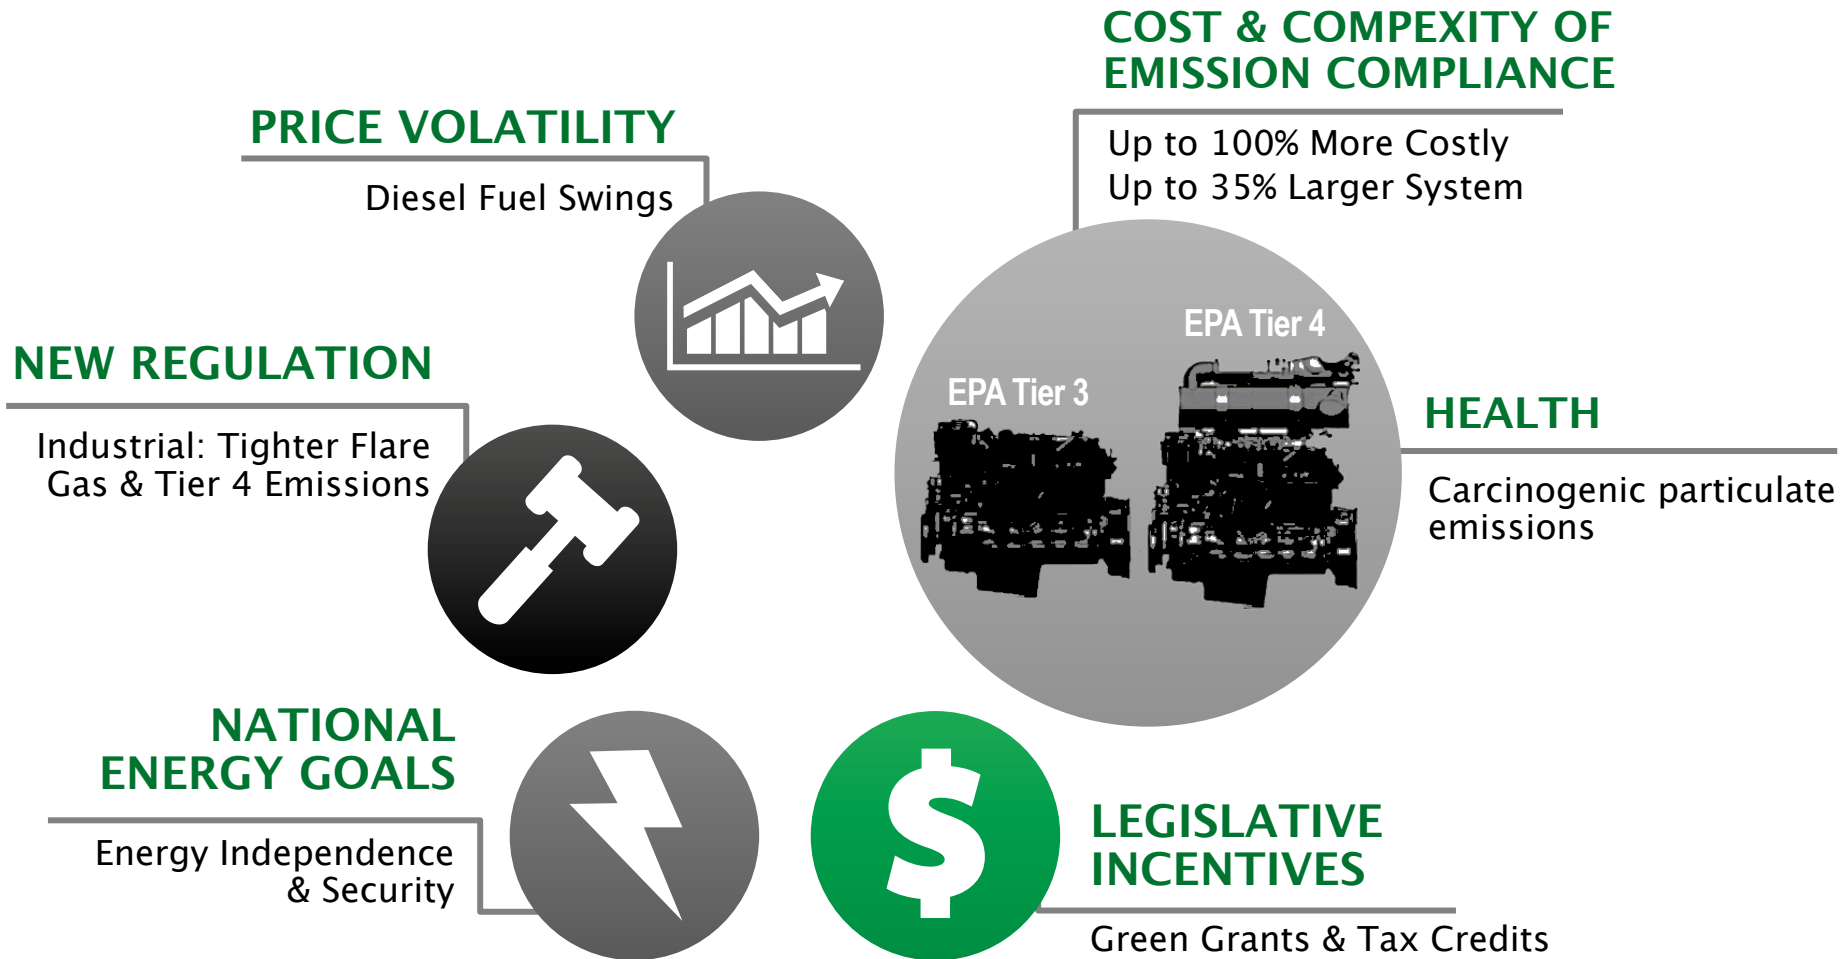 COST & COMPEXITY OF
EMISSION COMPLIANCE
Up to 100% More Costly
Up to 35% Larger System
PRICE VOLATILITY
Diesel Fuel Swings
EPA Tier 4
EPA Tier 3
NEW REGULATION
Industrial: Tighter Flare
Gas & Tier 4 Emissions
HEALTH
Carcinogenic particulate
emissions
NATIONAL
ENERGY GOALS
Energy Independence
& Security
$
LEGISLATIVE
INCENTIVES
Green Grants & Tax Credits